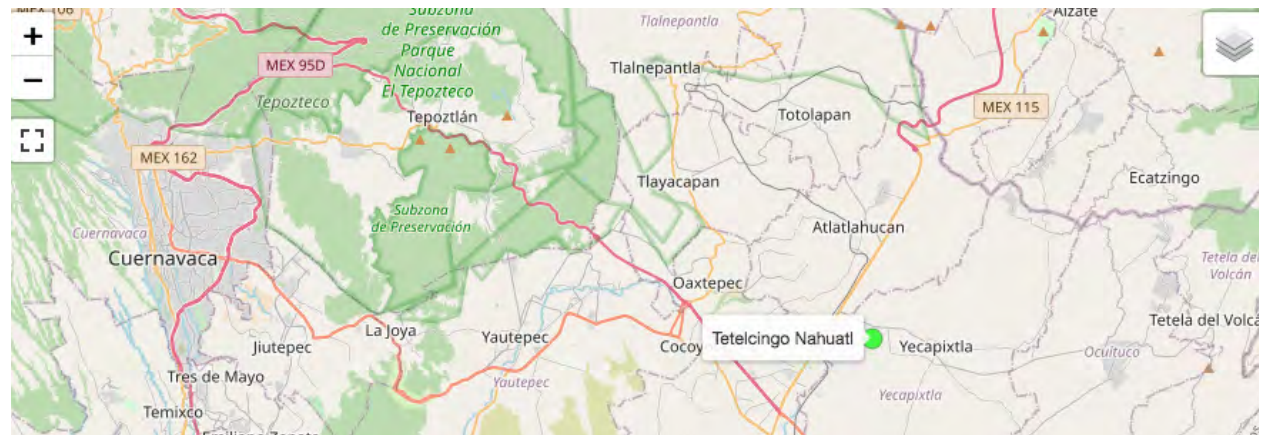 +
−
MEX 106
MEX 95D
Subzona
de Preservación
Parque
Nacional
El Tepozteco
Tepozteco
Tepoztlán
Tlalnepantla
Tlalnepantla
Totolapan
Alzate
MEX 115
MEX 162
Tlayacapan
Ecatzingo
Subzona
de Preservación
Cuernavaca
Cuernavaca
Atlatlahucan
Tetela del
Volcán
Oaxtepec
La Joya
Yautepec
Jiutepec
Cocoy
Tetelcingo Nahuatl
Yecapixtla
Ocuituco
Tetela del Volcá
Tres de Mayo
Yautepec
Yecapixtla
Temixco
Emiliano Zapata